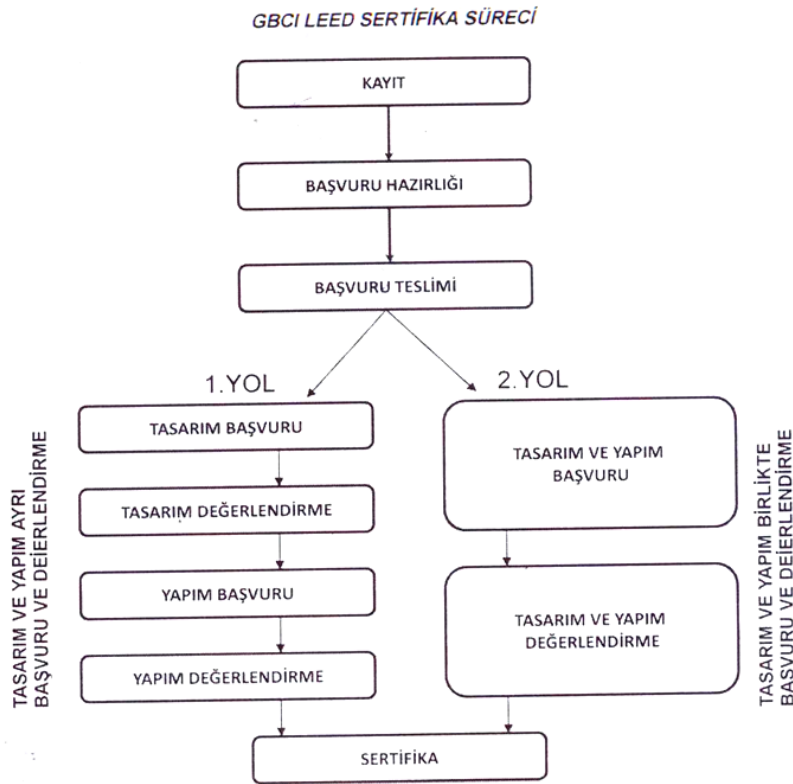 GBCI LEED SERTİFİKA SÜRECİ
KAYIT
BAŞVURU HAZIRLIĞI
BAŞVURU TESLİMİ
1.YOL
2.YOL
TASARIM VE YAPIM AYRI
BAŞVURU VE DEİERLENDİRME
TASARIM BAŞVURU
TASARIM DEĞERLENDİRME
YAPIM BAŞVURU
YAPIM DEĞERLENDİRME
TASARIM VE YAPIM
BAŞVURU
TASARIM VE YAPIM
DEĞERLENDİRME
TASARIM VE YAPIM BİRLİKTE
BAŞVURU VE DEİERLENDİRME
SERTİFİKA